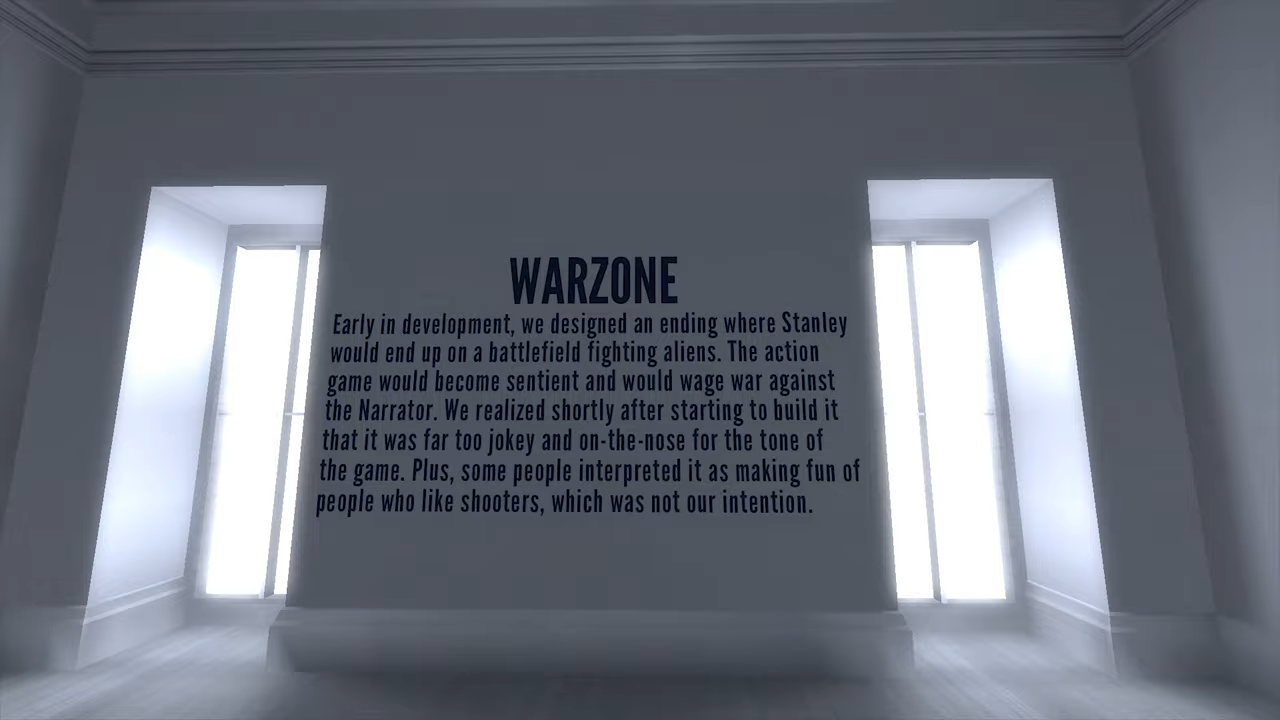 WARZONE
Early in development, we designed an ending where Stanley
would end up on a battlefield fighting aliens. The action
game would become sentient and would wage war against
the Narrator. We realized shortly after starting to build it
that it was far too jokey and on-the-nose for the tone of
the game. Plus, some people interpreted it as making fun of
people who like shooters, which was not our intention.